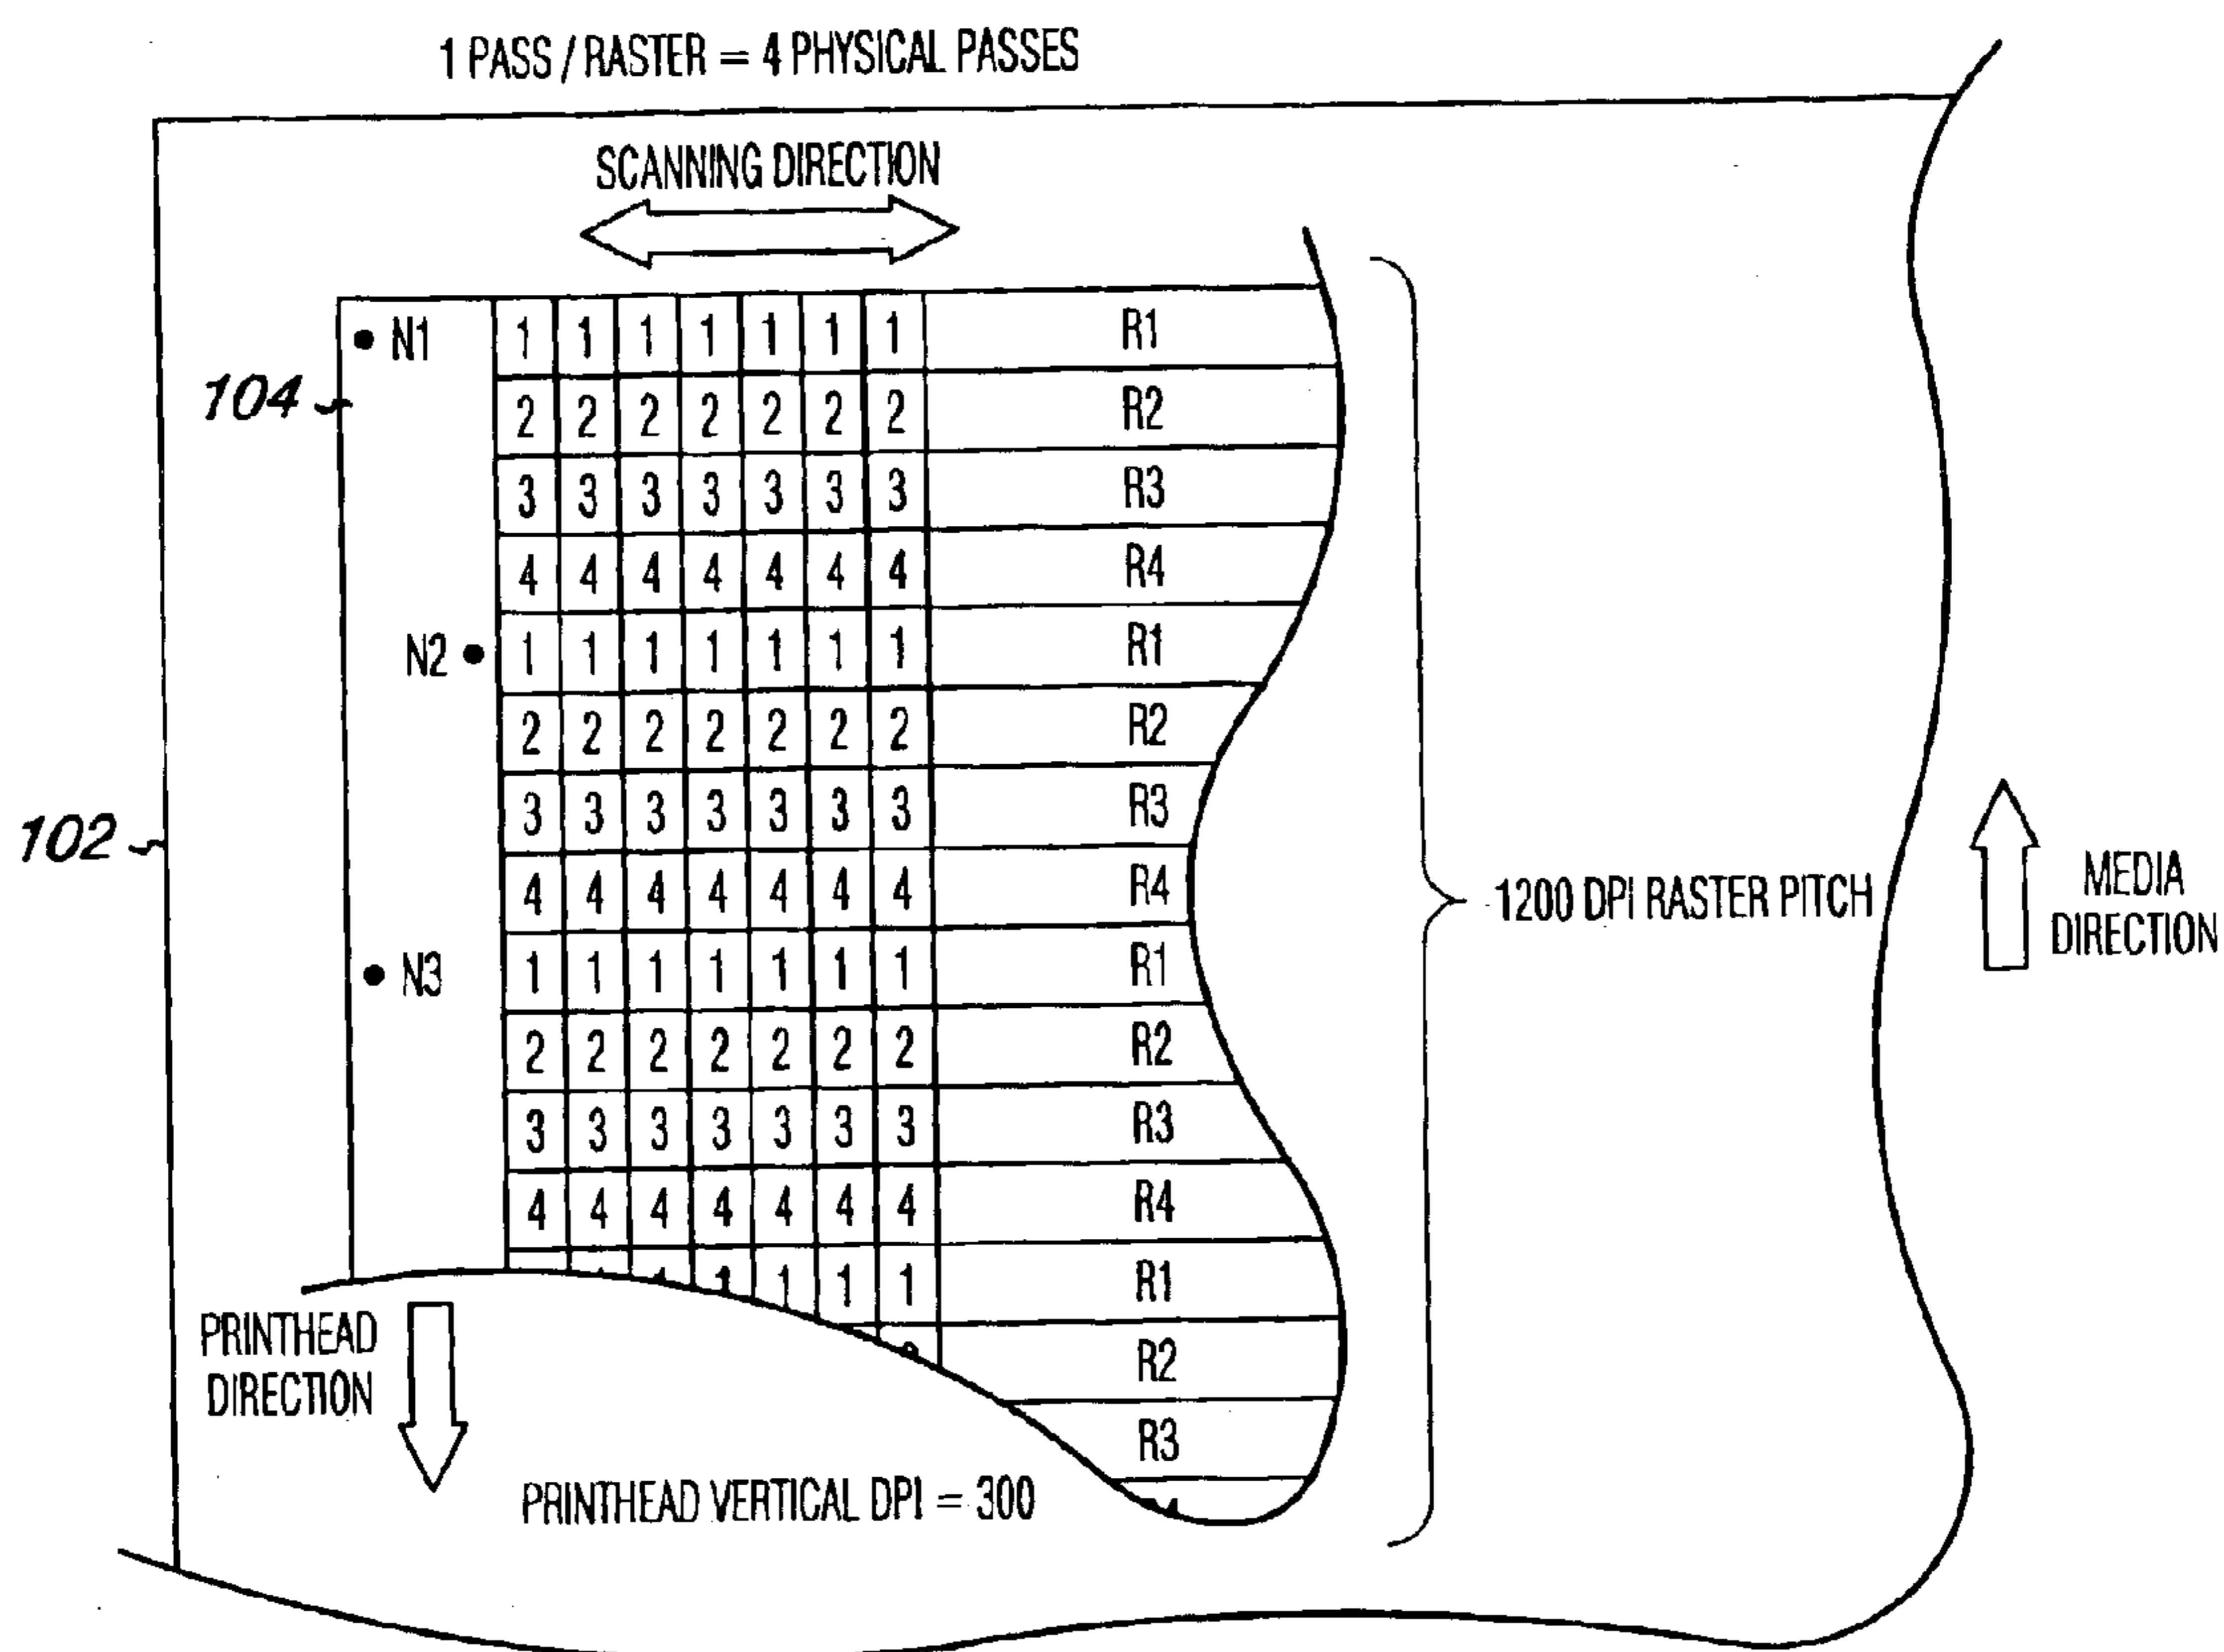 1 PASS / RASTER = 4 PHYSICAL PASSES
SCANNING DIRECTION
N1 1 1 1 1 1 1 1 R1
104
2 2 2 2 2 2 2 R2
3 3 3 3 3 3 3 R3
4 4 4 4 4 4 4 R4
N2 1 1 1 1 1 1 1 R1
2 2 2 2 2 2 2 R2
102
3 3 3 3 3 3 3 R3
4 4 4 4 4 4 4 R4
1200 DPI RASTER PITCH
MEDIA
DIRECTION
N3 1 1 1 1 1 1 1 R1
2 2 2 2 2 2 2 R2
3 3 3 3 3 3 3 R3
4 4 4 4 4 4 4 R4
1 1 1 1 R1
R2
R3
PRINTHEAD
DIRECTION
PRINTHEAD VERTICAL DPI = 300